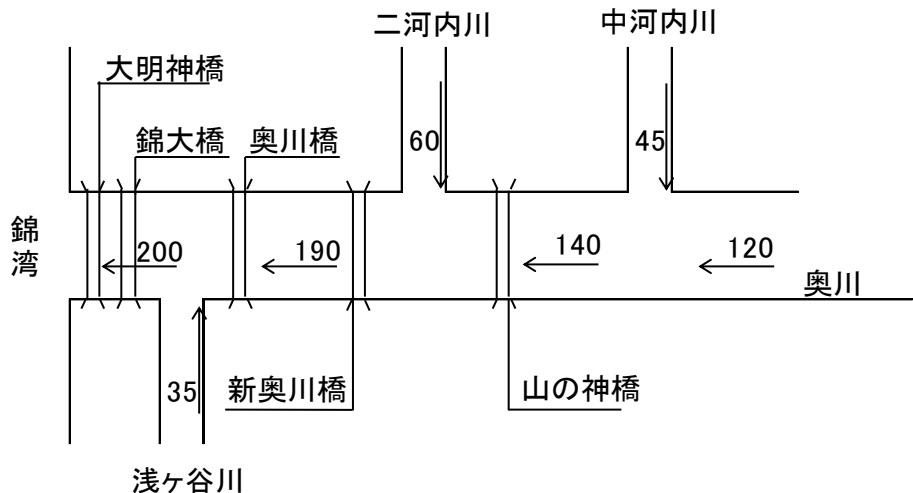 二河内川
中河内川
大明神橋
錦大橋
奥川橋
60
45
錦湾
200
190
140
120
奥川
35
新奥川橋
山の神橋
浅ヶ谷川